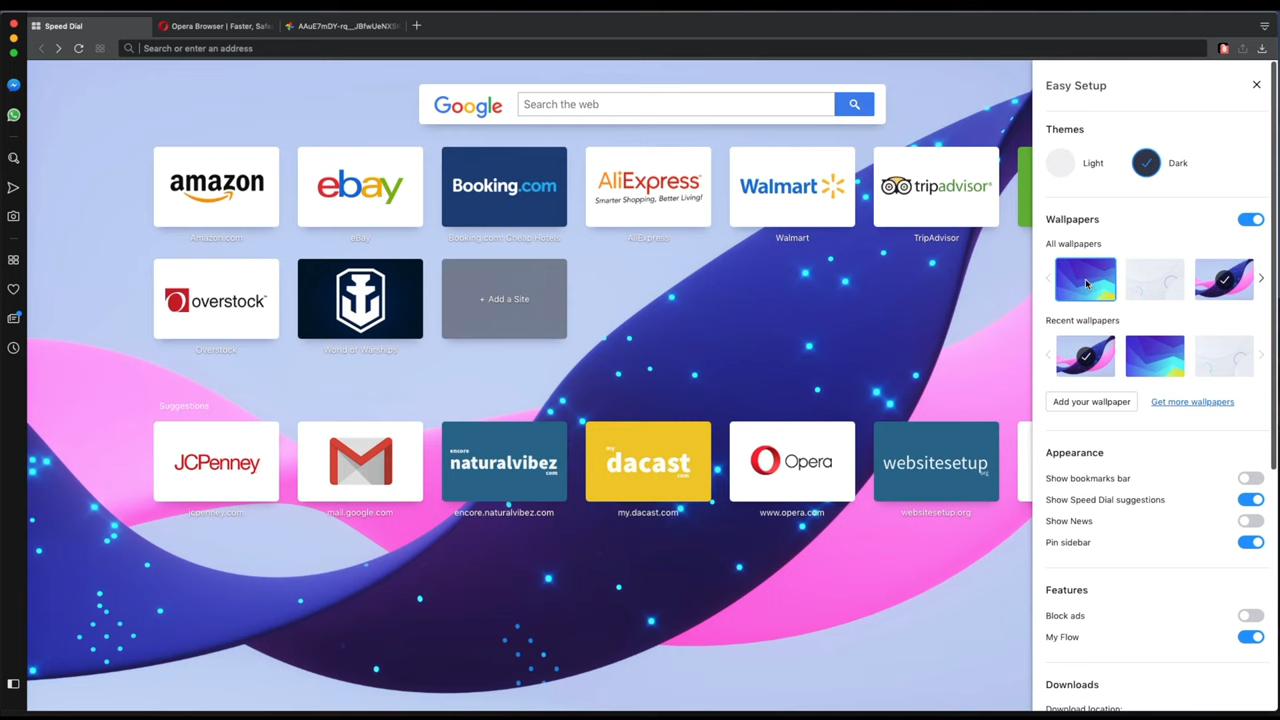 Speed Dial
Opera Browser | Faster, Safe
AAuE7mDY-rq__JBfwUeNXS
Search or enter an address
Google
Search the web
amazon
ebay
Booking.com
AliExpress
Smarter Shopping, Better Living!
Walmart
tripadvisor
Amazon.com
eBay
Booking.com: Cheap Hotels
AliExpress
Walmart
TripAdvisor
overstock
+ Add a Site
Overstock
World of Warships
Suggestions
JCPenney
encore
naturalvibez
com
my
dacast
com
Opera
websitesetup
org
jcpenney.com
mail.google.com
encore.naturalvibez.com
my.dacast.com
www.opera.com
websitesetup.org
Easy Setup
Themes
Light
Dark
Wallpapers
All wallpapers
Recent wallpapers
Add your wallpaper
Get more wallpapers
Appearance
Show bookmarks bar
Show Speed Dial suggestions
Show News
Pin sidebar
Features
Block ads
My Flow
Downloads
Download location: